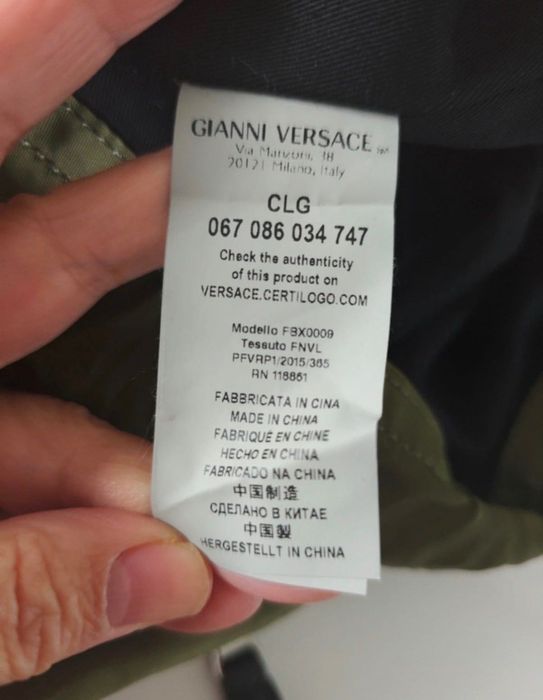 GIANNI VERSACE
Via Manzoni, 38
20121 Milano, Italy
CLG
067 086 034 747
Check the authenticity
of this product on
VERSACE.CERTILOGO.COM
Modello FBX0009
Tessuto FNVL
PFVRP1/2015/365
RN 118861
FABBRICATA IN CINA
MADE IN CHINA
FABRIQUÉ EN CHINE
HECHO EN CHINA
FABRICADO NA CHINA
中国制造
СДЕЛАНО В КИТАЕ
中国製
HERGESTELLT IN CHINA